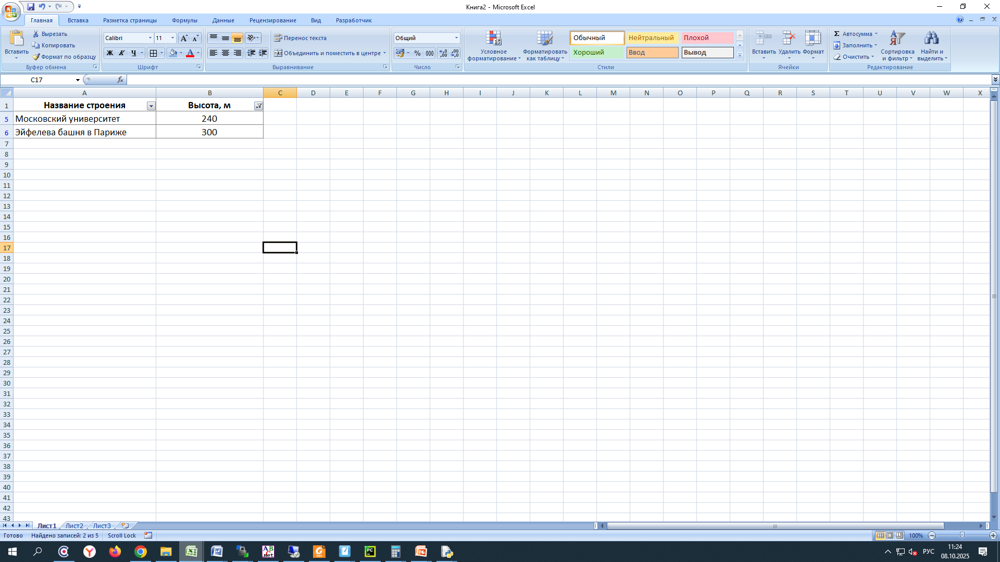 Книга2 - Microsoft Excel
Главная Вставка Разметка страницы Формулы Данные Рецензирование Вид Разработчик
Вставить
Вырезать
Копировать
Формат по образцу
Буфер обмена
Calibri 11
Ж К Ч
Шрифт
Перенос текста
Объединить и поместить в центре
Выравнивание
Общий
% 000
Число
Условное форматирование
Форматировать как таблицу
Обычный Нейтральный Плохой
Хороший Ввод Вывод
Стили
Вставить Удалить Формат
Ячейки
Σ Автосумма
Заполнить
Очистить
Сортировка и фильтр
Найти и выделить
Редактирование
C17 fx
A B C D E F G H I J K L M N O P Q R S T U V W X
1 Название строения Высота, м
5 Московский университет 240
6 Эйфелева башня в Париже 300
7
8
9
10
11
12
13
14
15
16
17
18
19
20
21
22
23
24
25
26
27
28
29
30
31
32
33
34
35
36
37
38
39
40
41
42
43
Лист1 Лист2 Лист3
Готово Найдено записей: 2 из 5 Scroll Lock 100%
РУС 11:24
08.10.2025